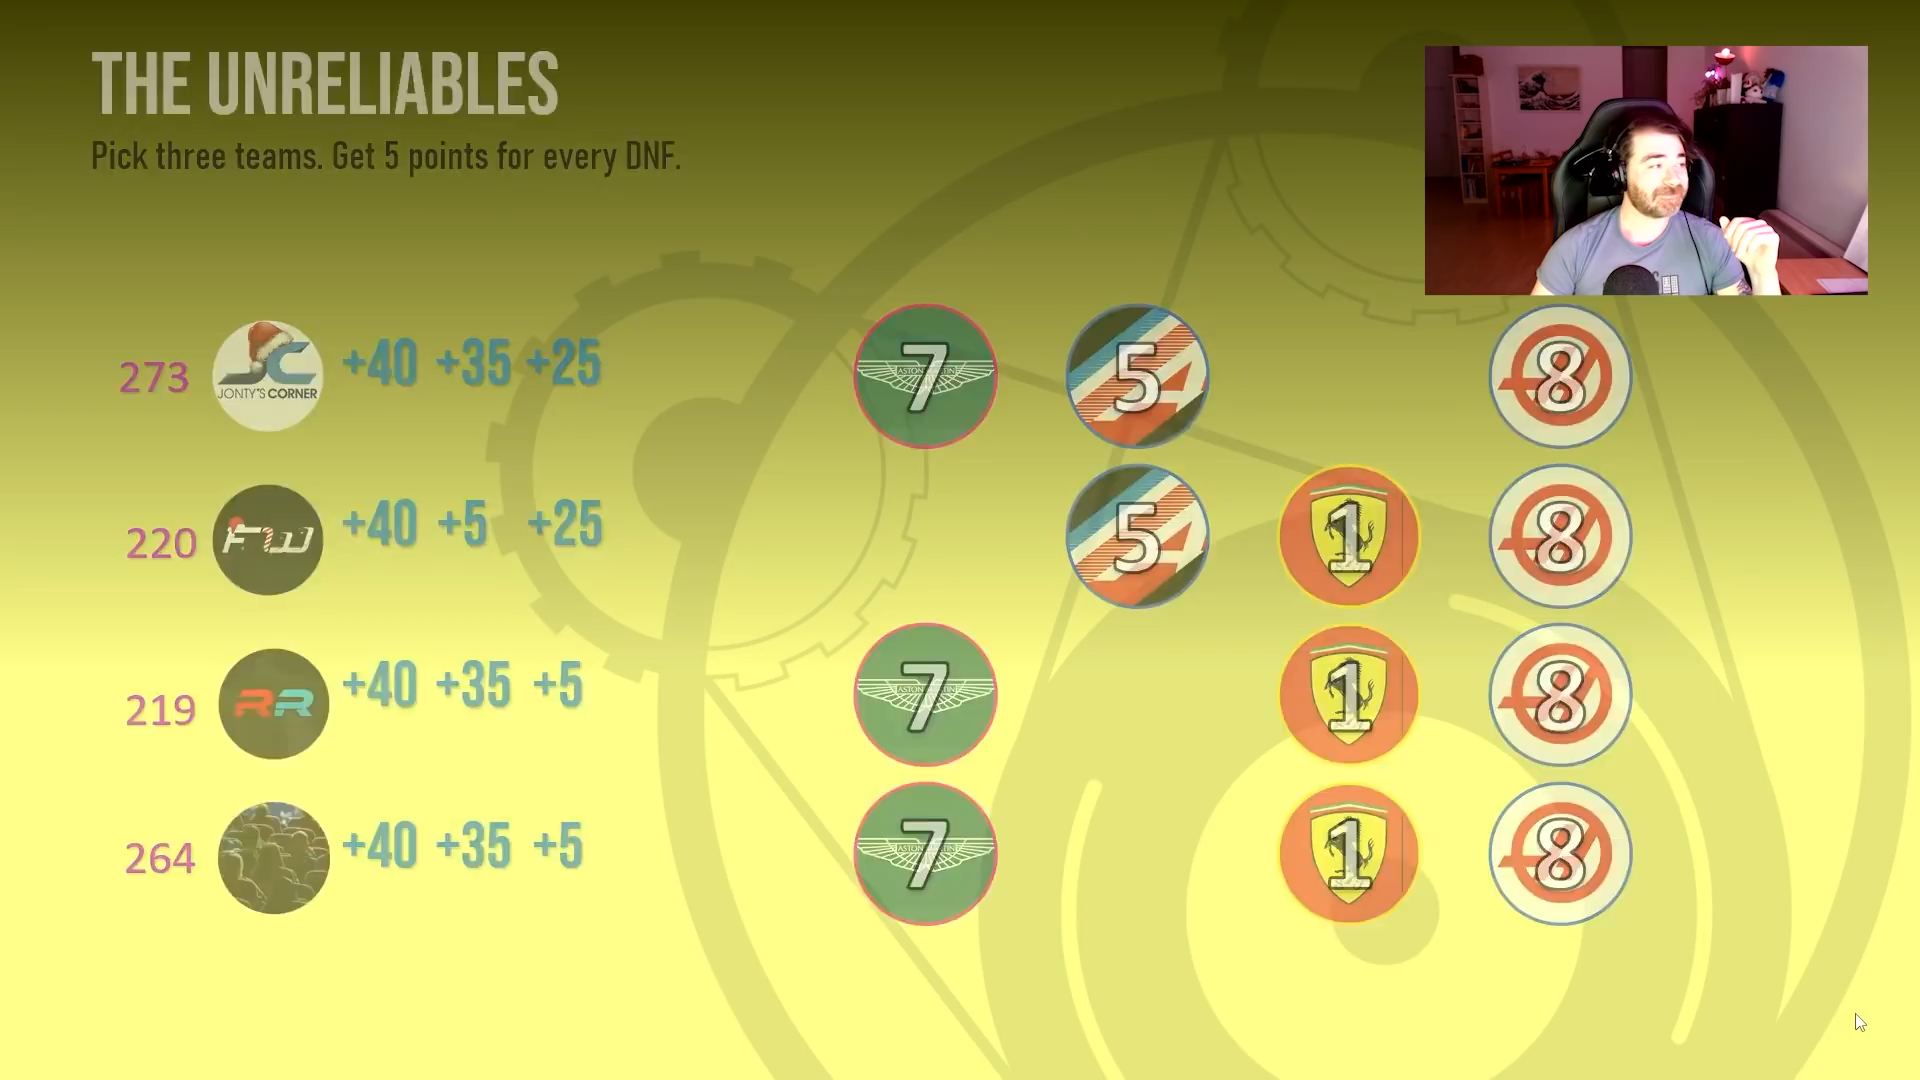 THE UNRELIABLES
Pick three teams. Get 5 points for every DNF.
273 JONTY'S CORNER +40 +35 +25 7 5 8
220 FW +40 +5 +25 5 1 8
219 RR +40 +35 +5 7 1 8
264 +40 +35 +5 7 1 8